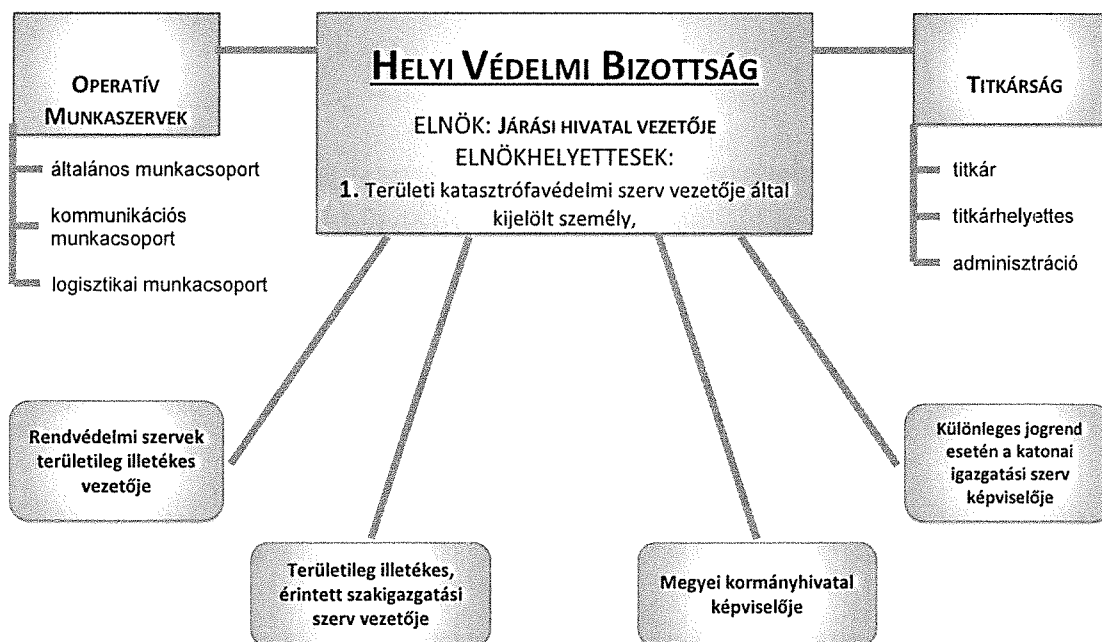 OPERATÍV
MUNKASZERVEK
általános munkacsoport
kommunikációs
munkacsoport
logisztikai munkacsoport
HELYI VÉDELMI BIZOTTSÁG
ELNÖK: JÁRÁSI HIVATAL VEZETŐJE
ELNÖKHELYETTESEK:
1. Területi katasztrófavédelmi szerv vezetője által
kijelölt személy,
TITKÁRSÁG
titkár
titkárhelyettes
adminisztráció
Rendvédelmi szervek
területileg illetékes
vezetője
Területileg illetékes,
érintett szakigazgatási
szerv vezetője
Megyei kormányhivatal
képviselője
Különleges jogrend
esetén a katonai
igazgatási szerv
képviselője